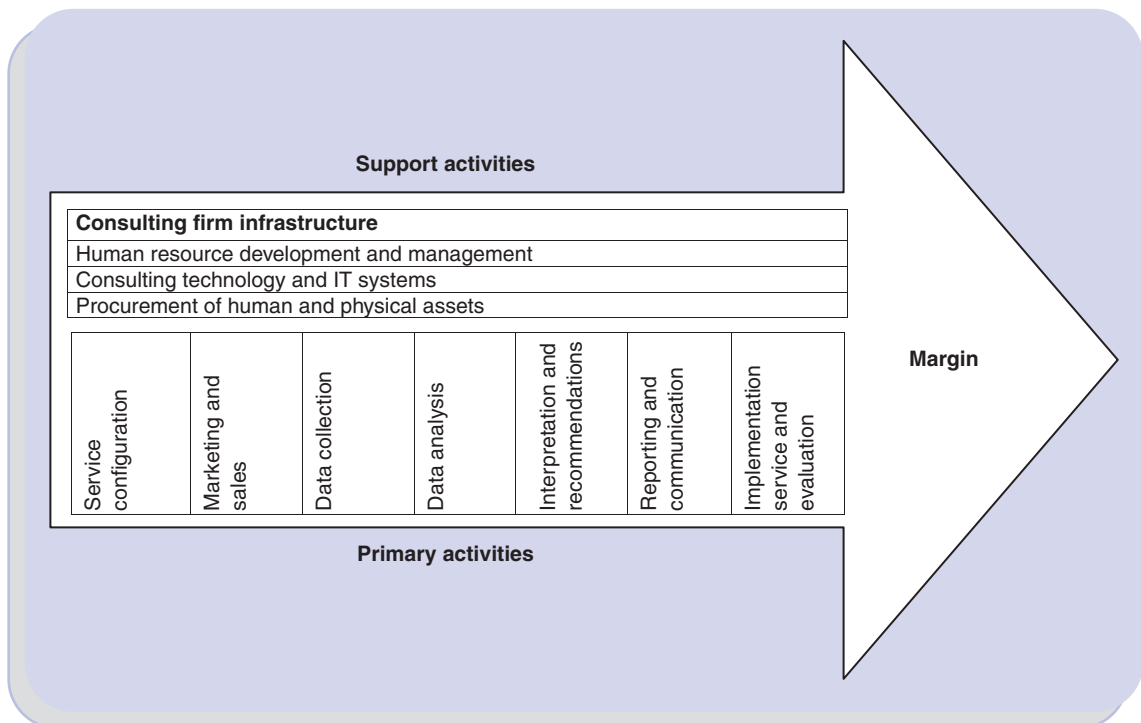 Support activities
Consulting firm infrastructure
Human resource development and management
Consulting technology and IT systems
Procurement of human and physical assets
Service
configuration
Marketing and
sales
Data collection
Data analysis
Interpretation and
recommendations
Reporting and
communication
Implementation
service and
evaluation
Margin
Primary activities